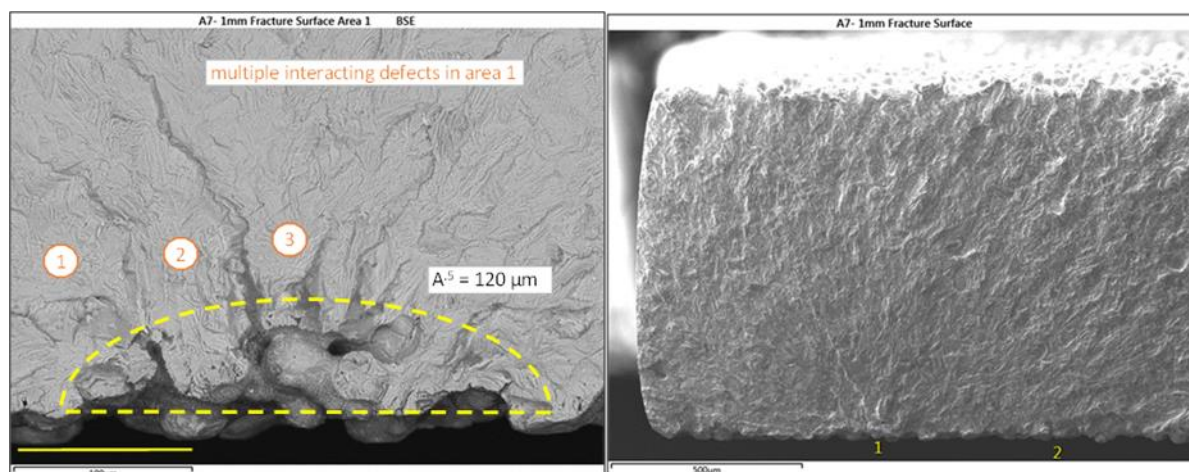 A7- 1mm Fracture Surface Area 1 BSE
multiple interacting defects in area 1
1
2
3
A.5 = 120 µm
100µm
A7- 1mm Fracture Surface
1
2
500µm